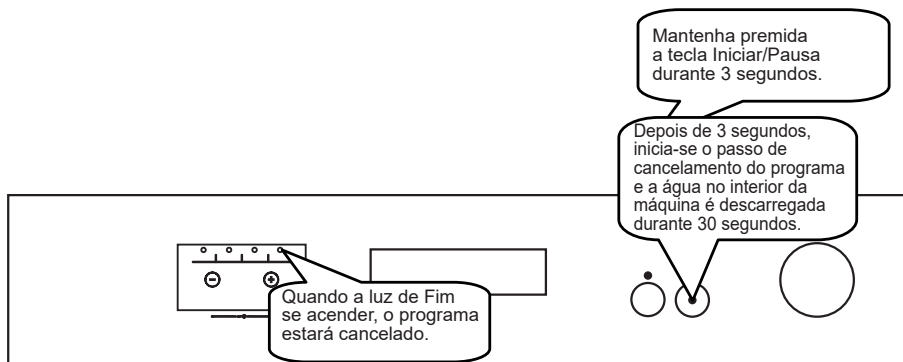 Mantenha premida
a tecla Iniciar/Pausa
durante 3 segundos.
Depois de 3 segundos,
inicia-se o passo de
cancelamento do programa
e a água no interior da
máquina é descarregada
durante 30 segundos.
Quando a luz de Fim
se acender, o programa
estará cancelado.